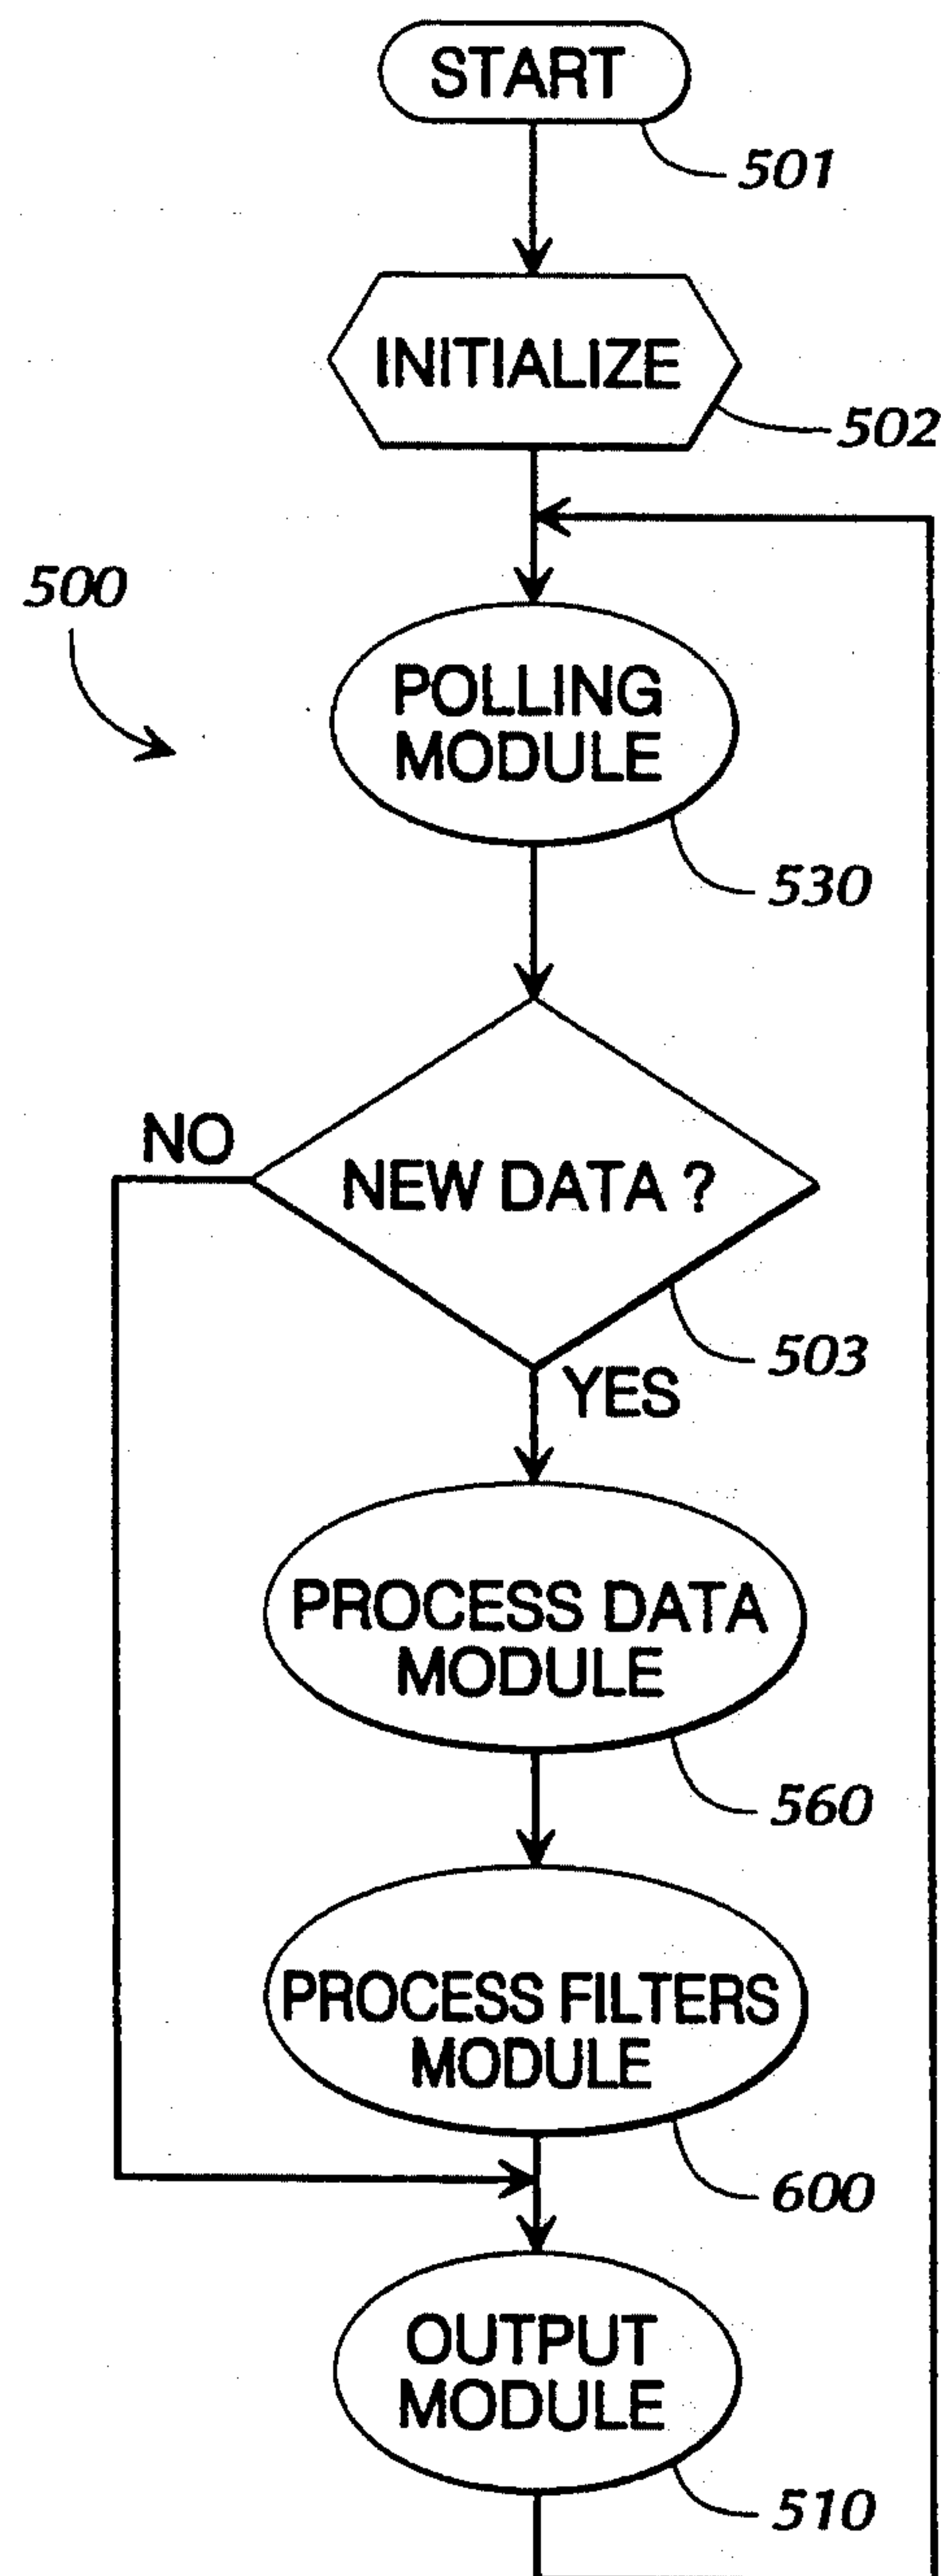 START
501
INITIALIZE
502
500
POLLING
MODULE
530
NO
NEW DATA ?
503
YES
PROCESS DATA
MODULE
560
PROCESS FILTERS
MODULE
600
OUTPUT
MODULE
510